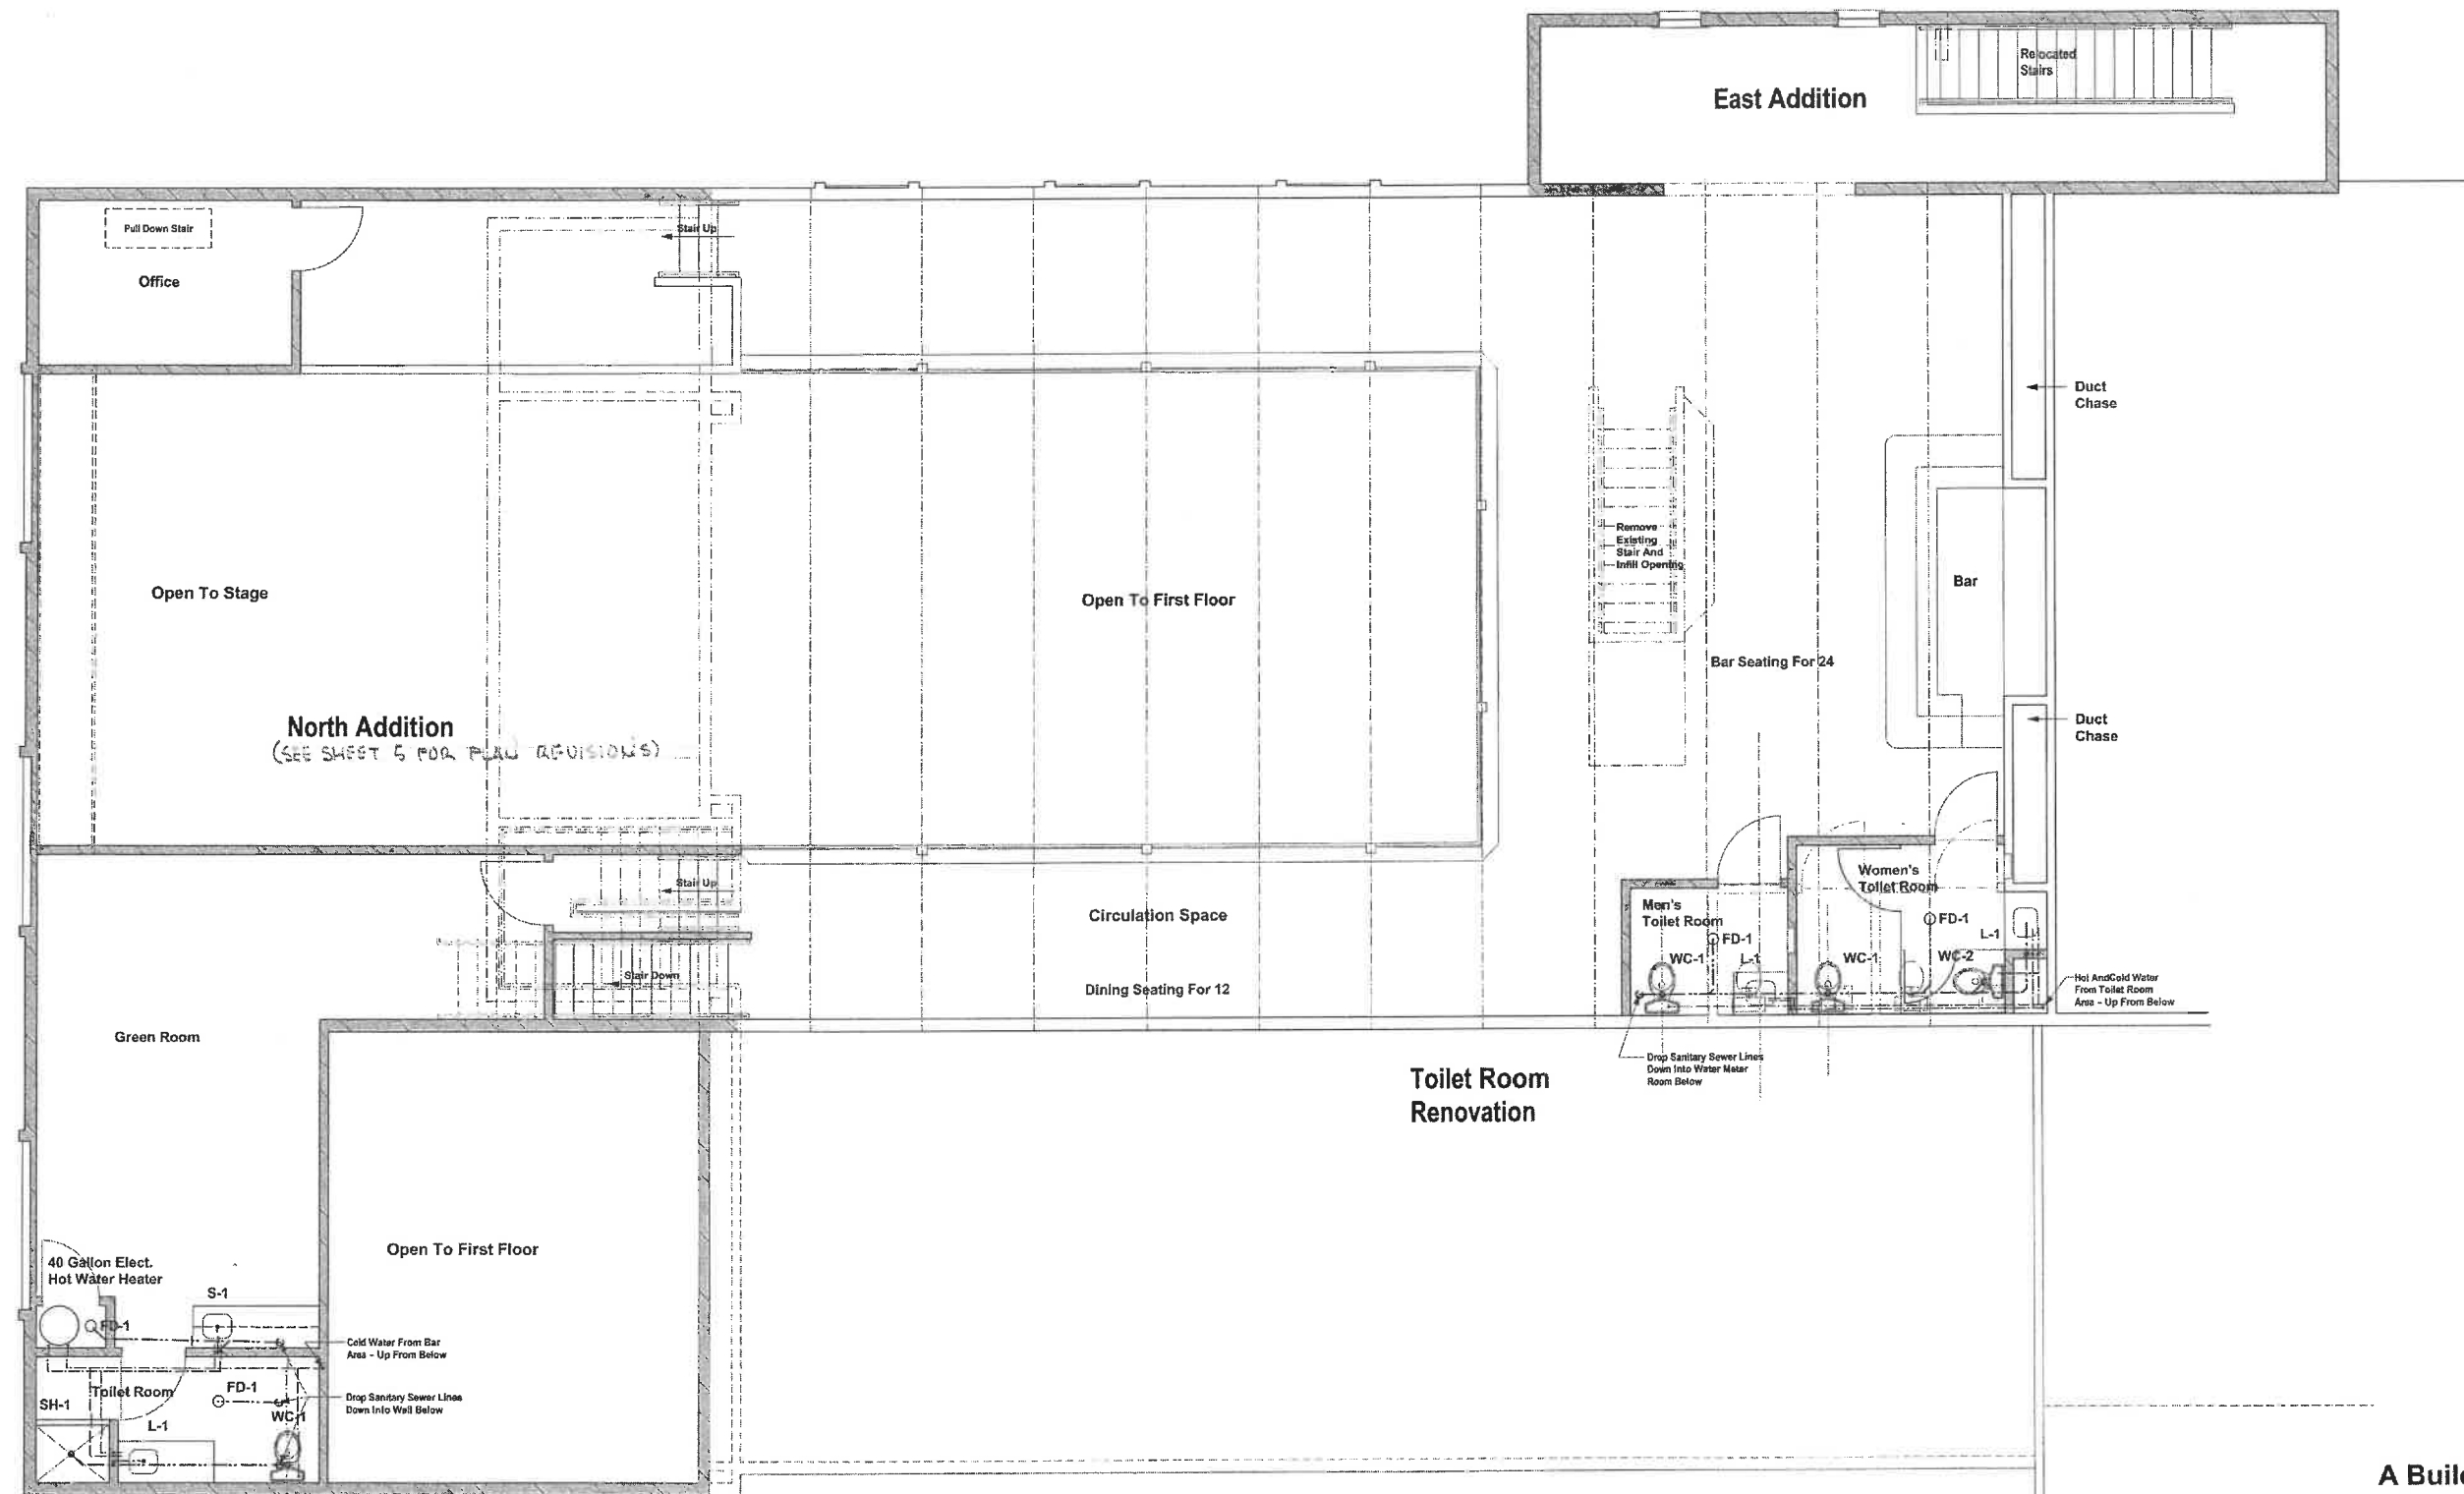 East Addition
Relocated
Stairs
Pull Down Stair
Office
Stair Up
Duct
Chase
Remove
Existing
Stair And
Infill Opening
Open To Stage
Open To First Floor
Bar
Bar Seating For 24
North Addition
(SEE SHEET 5 FOR PLAN REVISIONS)
Duct
Chase
Stair Up
Circulation Space
Women's
Toilet Room
Men's
Toilet Room
FD-1
L-1
FD-1
WC-1
L-1
WC-1
WC-2
Stair Down
Dining Seating For 12
Hot AndCold Water
From Toilet Room
Area - Up From Below
Green Room
Drop Sanitary Sewer Lines
Down Into Water Meter
Room Below
Toilet Room
Renovation
Open To First Floor
40 Gallon Elect.
Hot Water Heater
S-1
FD-1
Cold Water From Bar
Area - Up From Below
Toilet Room
FD-1
SH-1
WC-1
L-1
Drop Sanitary Sewer Lines
Down Into Wall Below
A Build